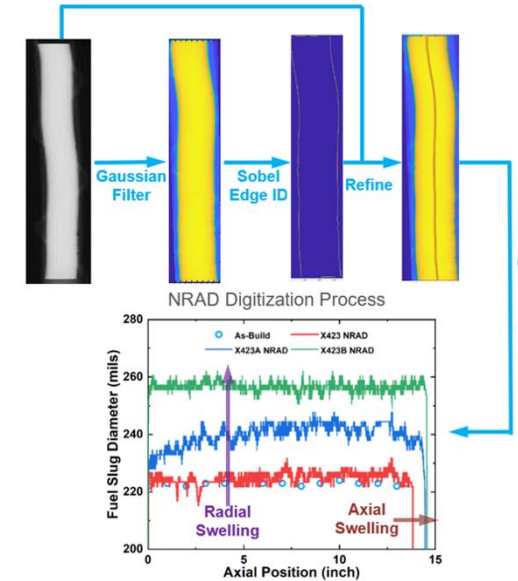 Gaussian
Filter
Sobel
Edge ID
Refine
NRAD Digitization Process
280
260
240
220
200
Fuel Slug Diameter (mils)
As-Build
X423 NRAD
X423A NRAD
X423B NRAD
Radial
Swelling
Axial
Swelling
0
5
10
15
Axial Position (inch)